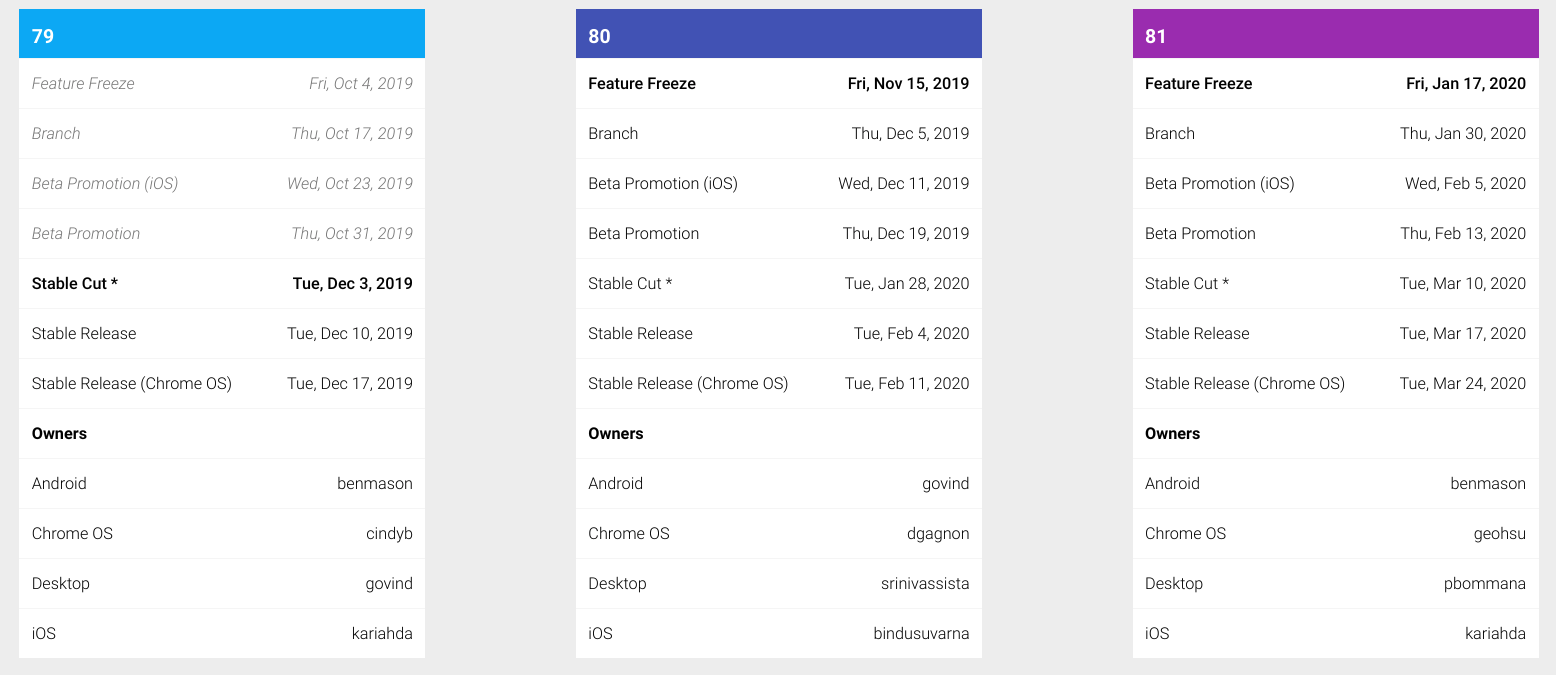 79
Feature Freeze Fri, Oct 4, 2019
Branch Thu, Oct 17, 2019
Beta Promotion (iOS) Wed, Oct 23, 2019
Beta Promotion Thu, Oct 31, 2019
Stable Cut * Tue, Dec 3, 2019
Stable Release Tue, Dec 10, 2019
Stable Release (Chrome OS) Tue, Dec 17, 2019
Owners
Android benmason
Chrome OS cindyb
Desktop govind
iOS kariahda
80
Feature Freeze Fri, Nov 15, 2019
Branch Thu, Dec 5, 2019
Beta Promotion (iOS) Wed, Dec 11, 2019
Beta Promotion Thu, Dec 19, 2019
Stable Cut * Tue, Jan 28, 2020
Stable Release Tue, Feb 4, 2020
Stable Release (Chrome OS) Tue, Feb 11, 2020
Owners
Android govind
Chrome OS dgagnon
Desktop srinivassista
iOS bindusuvarna
81
Feature Freeze Fri, Jan 17, 2020
Branch Thu, Jan 30, 2020
Beta Promotion (iOS) Wed, Feb 5, 2020
Beta Promotion Thu, Feb 13, 2020
Stable Cut * Tue, Mar 10, 2020
Stable Release Tue, Mar 17, 2020
Stable Release (Chrome OS) Tue, Mar 24, 2020
Owners
Android benmason
Chrome OS geohsu
Desktop pbommana
iOS kariahda